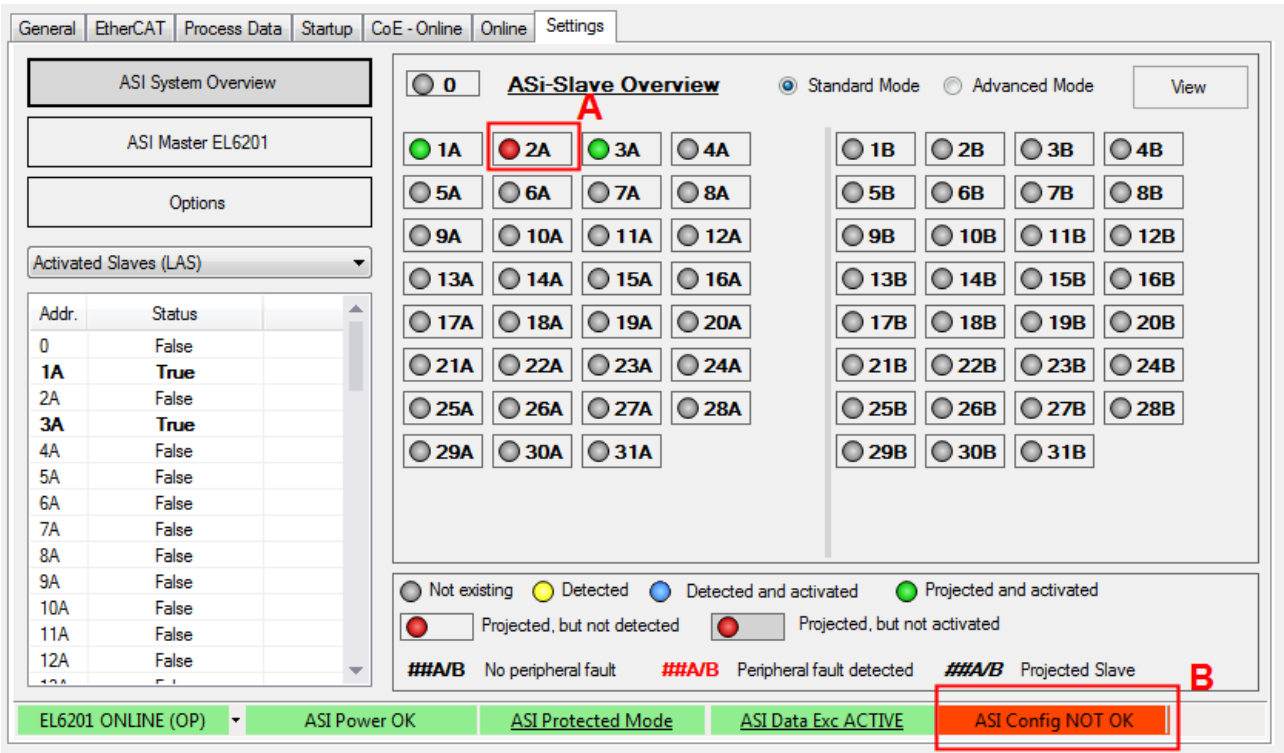 General EtherCAT Process Data Startup CoE - Online Online Settings
ASI System Overview
ASI Master EL6201
Options
Activated Slaves (LAS)
Addr. Status
0 False
1A True
2A False
3A True
4A False
5A False
6A False
7A False
8A False
9A False
10A False
11A False
12A False
0 ASi-Slave Overview Standard Mode Advanced Mode View
A
1A 2A 3A 4A 1B 2B 3B 4B
5A 6A 7A 8A 5B 6B 7B 8B
9A 10A 11A 12A 9B 10B 11B 12B
13A 14A 15A 16A 13B 14B 15B 16B
17A 18A 19A 20A 17B 18B 19B 20B
21A 22A 23A 24A 21B 22B 23B 24B
25A 26A 27A 28A 25B 26B 27B 28B
29A 30A 31A 29B 30B 31B
Not existing Detected Detected and activated Projected and activated
Projected, but not detected Projected, but not activated
##A/B No peripheral fault ##A/B Peripheral fault detected ##A/B Projected Slave
B
EL6201 ONLINE (OP) ASI Power OK ASI Protected Mode ASI Data Exc ACTIVE ASI Config NOT OK